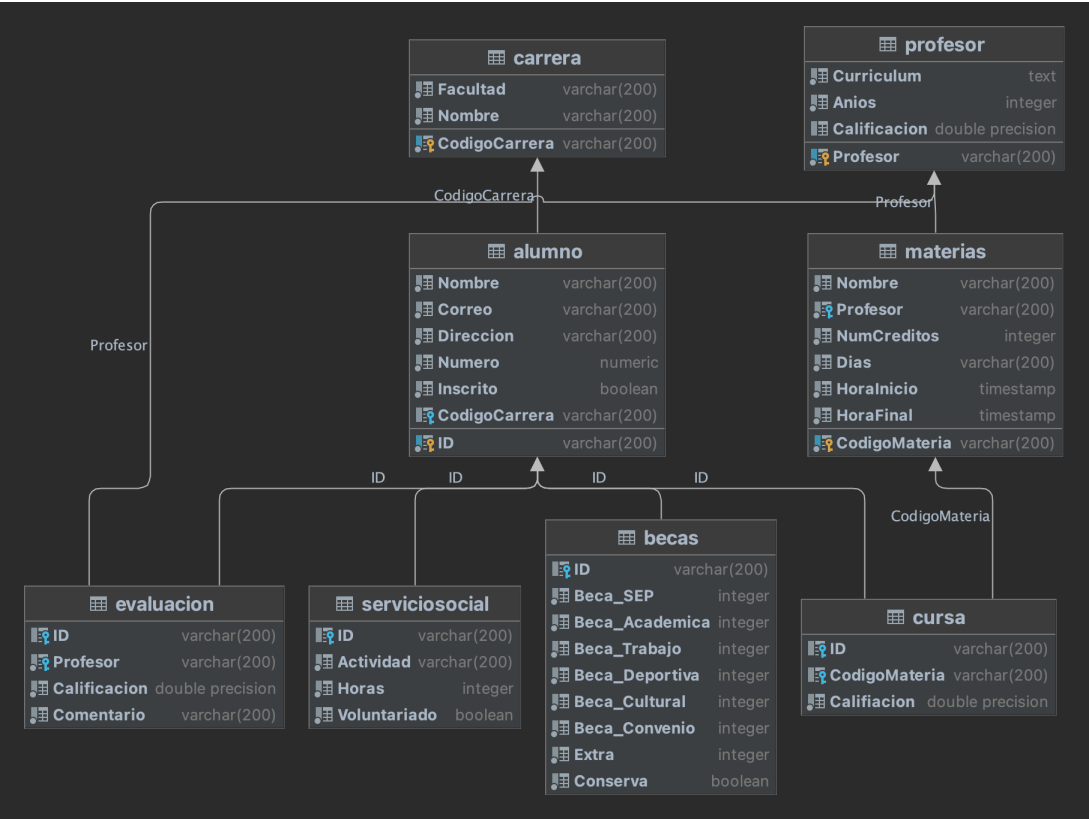 carrera
Facultad varchar(200)
Nombre varchar(200)
CodigoCarrera varchar(200)
profesor
Curriculum text
Anios integer
Calificacion double precision
Profesor varchar(200)
CodigoCarrera
Profesor
Profesor
alumno
Nombre varchar(200)
Correo varchar(200)
Direccion varchar(200)
Numero numeric
Inscrito boolean
CodigoCarrera varchar(200)
ID varchar(200)
materias
Nombre varchar(200)
Profesor varchar(200)
NumCreditos integer
Dias varchar(200)
HoraInicio timestamp
HoraFinal timestamp
CodigoMateria varchar(200)
ID
ID
ID
ID
CodigoMateria
evaluacion
ID varchar(200)
Profesor varchar(200)
Calificacion double precision
Comentario varchar(200)
serviciosocial
ID varchar(200)
Actividad varchar(200)
Horas integer
Voluntariado boolean
becas
ID varchar(200)
Beca_SEP integer
Beca_Academica integer
Beca_Trabajo integer
Beca_Deportiva integer
Beca_Cultural integer
Beca_Convenio integer
Extra integer
Conserva boolean
cursa
ID varchar(200)
CodigoMateria varchar(200)
Califiacion double precision